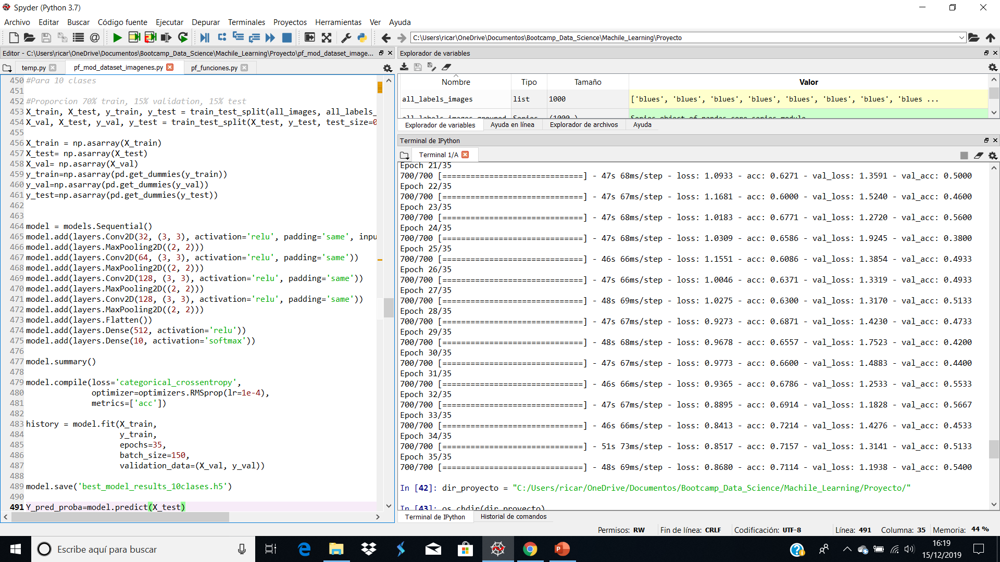 Spyder (Python 3.7)
Archivo Editar Buscar Código fuente Ejecutar Depurar Terminales Proyectos Herramientas Ver Ayuda
C:\Users\ricar\OneDrive\Documentos\Bootcamp_Data_Science\Machile_Learning\Proyecto
Editor - C:\Users\ricar\OneDrive\Documentos\Bootcamp_Data_Science\Machile_Learning\Proyecto\pf_mod_dataset_image...
temp.py pf_mod_dataset_imagenes.py pf_funciones.py
450 #Para 10 clases
451
452 #Proporcion 70% train, 15% validation, 15% test
453 X_train, X_test, y_train, y_test = train_test_split(all_images, all_labels_
454 X_val, X_test, y_val, y_test = train_test_split(X_test, y_test, test_size=0
455
456 X_train = np.asarray(X_train)
457 X_test= np.asarray(X_test)
458 X_val= np.asarray(X_val)
459 y_train=np.asarray(pd.get_dummies(y_train))
460 y_val=np.asarray(pd.get_dummies(y_val))
461 y_test=np.asarray(pd.get_dummies(y_test))
462
463
464 model = models.Sequential()
465 model.add(layers.Conv2D(32, (3, 3), activation='relu', padding='same', inpu
466 model.add(layers.MaxPooling2D((2, 2)))
467 model.add(layers.Conv2D(64, (3, 3), activation='relu', padding='same'))
468 model.add(layers.MaxPooling2D((2, 2)))
469 model.add(layers.Conv2D(128, (3, 3), activation='relu', padding='same'))
470 model.add(layers.MaxPooling2D((2, 2)))
471 model.add(layers.Conv2D(128, (3, 3), activation='relu', padding='same'))
472 model.add(layers.MaxPooling2D((2, 2)))
473 model.add(layers.Flatten())
474 model.add(layers.Dense(512, activation='relu'))
475 model.add(layers.Dense(10, activation='softmax'))
476
477 model.summary()
478
479 model.compile(loss='categorical_crossentropy',
480 optimizer=optimizers.RMSprop(lr=1e-4),
481 metrics=['acc'])
482
483 history = model.fit(X_train,
484 y_train,
485 epochs=35,
486 batch_size=150,
487 validation_data=(X_val, y_val))
488
489 model.save('best_model_results_10clases.h5')
490
491 Y_pred_proba=model.predict(X_test)
Explorador de variables
Nombre Tipo Tamaño Valor
all_labels_images list 1000 ['blues', 'blues', 'blues', 'blues', 'blues', 'blues', 'blues', 'blues ...
all_labels_images_grouped Series (1000,) Series object of pandas.core.series module
Explorador de variables Ayuda en línea Explorador de archivos Ayuda
Terminal de IPython
Terminal 1/A
Epoch 21/35
700/700 [==============================] - 47s 68ms/step - loss: 1.0933 - acc: 0.6271 - val_loss: 1.3591 - val_acc: 0.5000
Epoch 22/35
700/700 [==============================] - 47s 67ms/step - loss: 1.1681 - acc: 0.6000 - val_loss: 1.5240 - val_acc: 0.4600
Epoch 23/35
700/700 [==============================] - 47s 68ms/step - loss: 1.0183 - acc: 0.6771 - val_loss: 1.2720 - val_acc: 0.5600
Epoch 24/35
700/700 [==============================] - 47s 68ms/step - loss: 1.0309 - acc: 0.6586 - val_loss: 1.9245 - val_acc: 0.3800
Epoch 25/35
700/700 [==============================] - 46s 66ms/step - loss: 1.1551 - acc: 0.6086 - val_loss: 1.3854 - val_acc: 0.4933
Epoch 26/35
700/700 [==============================] - 47s 66ms/step - loss: 1.0046 - acc: 0.6371 - val_loss: 1.3319 - val_acc: 0.4933
Epoch 27/35
700/700 [==============================] - 48s 69ms/step - loss: 1.0275 - acc: 0.6300 - val_loss: 1.3170 - val_acc: 0.5133
Epoch 28/35
700/700 [==============================] - 47s 67ms/step - loss: 0.9273 - acc: 0.6871 - val_loss: 1.4230 - val_acc: 0.4733
Epoch 29/35
700/700 [==============================] - 48s 68ms/step - loss: 0.9678 - acc: 0.6557 - val_loss: 1.7523 - val_acc: 0.4200
Epoch 30/35
700/700 [==============================] - 47s 67ms/step - loss: 0.9773 - acc: 0.6600 - val_loss: 1.4883 - val_acc: 0.4400
Epoch 31/35
700/700 [==============================] - 46s 66ms/step - loss: 0.9365 - acc: 0.6786 - val_loss: 1.2533 - val_acc: 0.5533
Epoch 32/35
700/700 [==============================] - 47s 67ms/step - loss: 0.8895 - acc: 0.6914 - val_loss: 1.1828 - val_acc: 0.5667
Epoch 33/35
700/700 [==============================] - 46s 66ms/step - loss: 0.8413 - acc: 0.7214 - val_loss: 1.4276 - val_acc: 0.4533
Epoch 34/35
700/700 [==============================] - 51s 73ms/step - loss: 0.8517 - acc: 0.7157 - val_loss: 1.3141 - val_acc: 0.5133
Epoch 35/35
700/700 [==============================] - 48s 69ms/step - loss: 0.8680 - acc: 0.7114 - val_loss: 1.1938 - val_acc: 0.5400
In [42]: dir_proyecto = "C:/Users/ricar/OneDrive/Documentos/Bootcamp_Data_Science/Machile_Learning/Proyecto/"
In [43]: os.chdir(dir_proyecto)
Terminal de IPython Historial de comandos
Permisos: RW Fin de línea: CRLF Codificación: UTF-8 Línea: 491 Columna: 35 Memoria: 44 %
Escribe aquí para buscar
16:19
15/12/2019